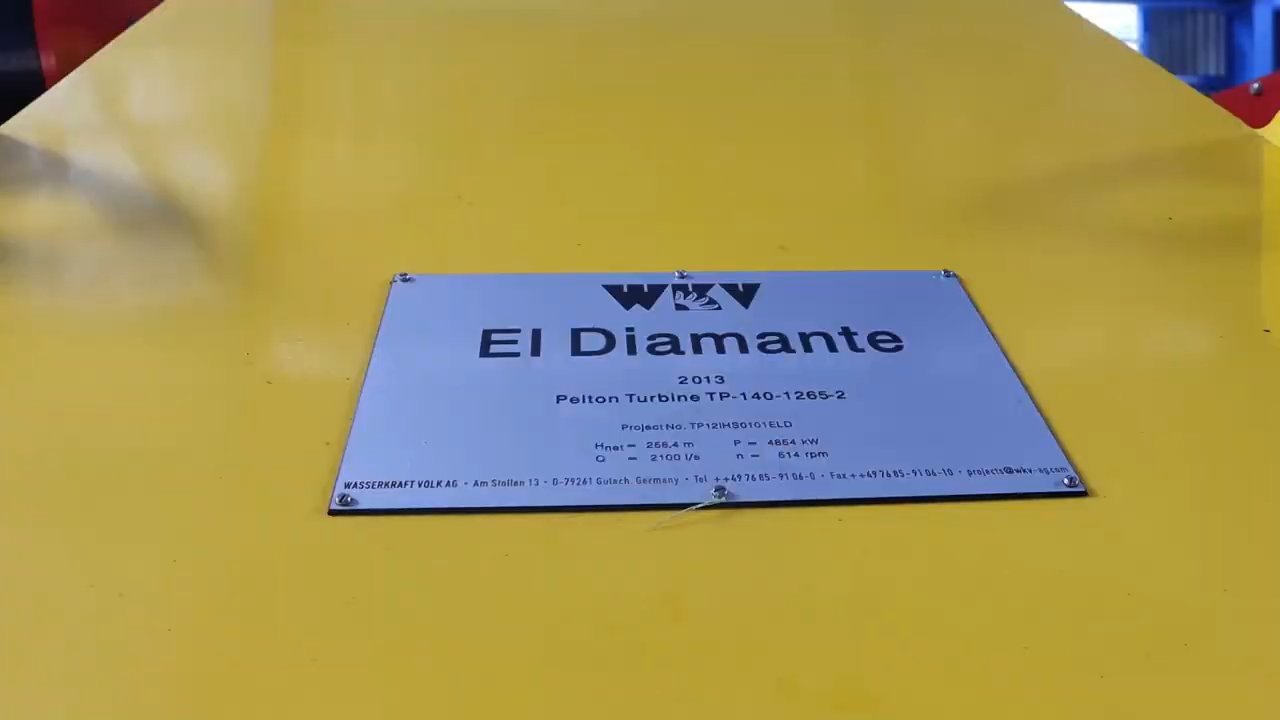 WKV
El Diamante
2013
Pelton Turbine TP-140-1265-2
Project No. TP12IHS0101ELD
Hnet = 256.4 m P = 4854 kW
Q = 2100 l/s n = 514 rpm
WASSERKRAFT VOLK AG • Am Stollen 13 • D-79261 Gutach. Germany • Tel ++49 76 85-91 06-0 • Fax ++49 76 85-91 06-10 • projects@wkv-ag.com